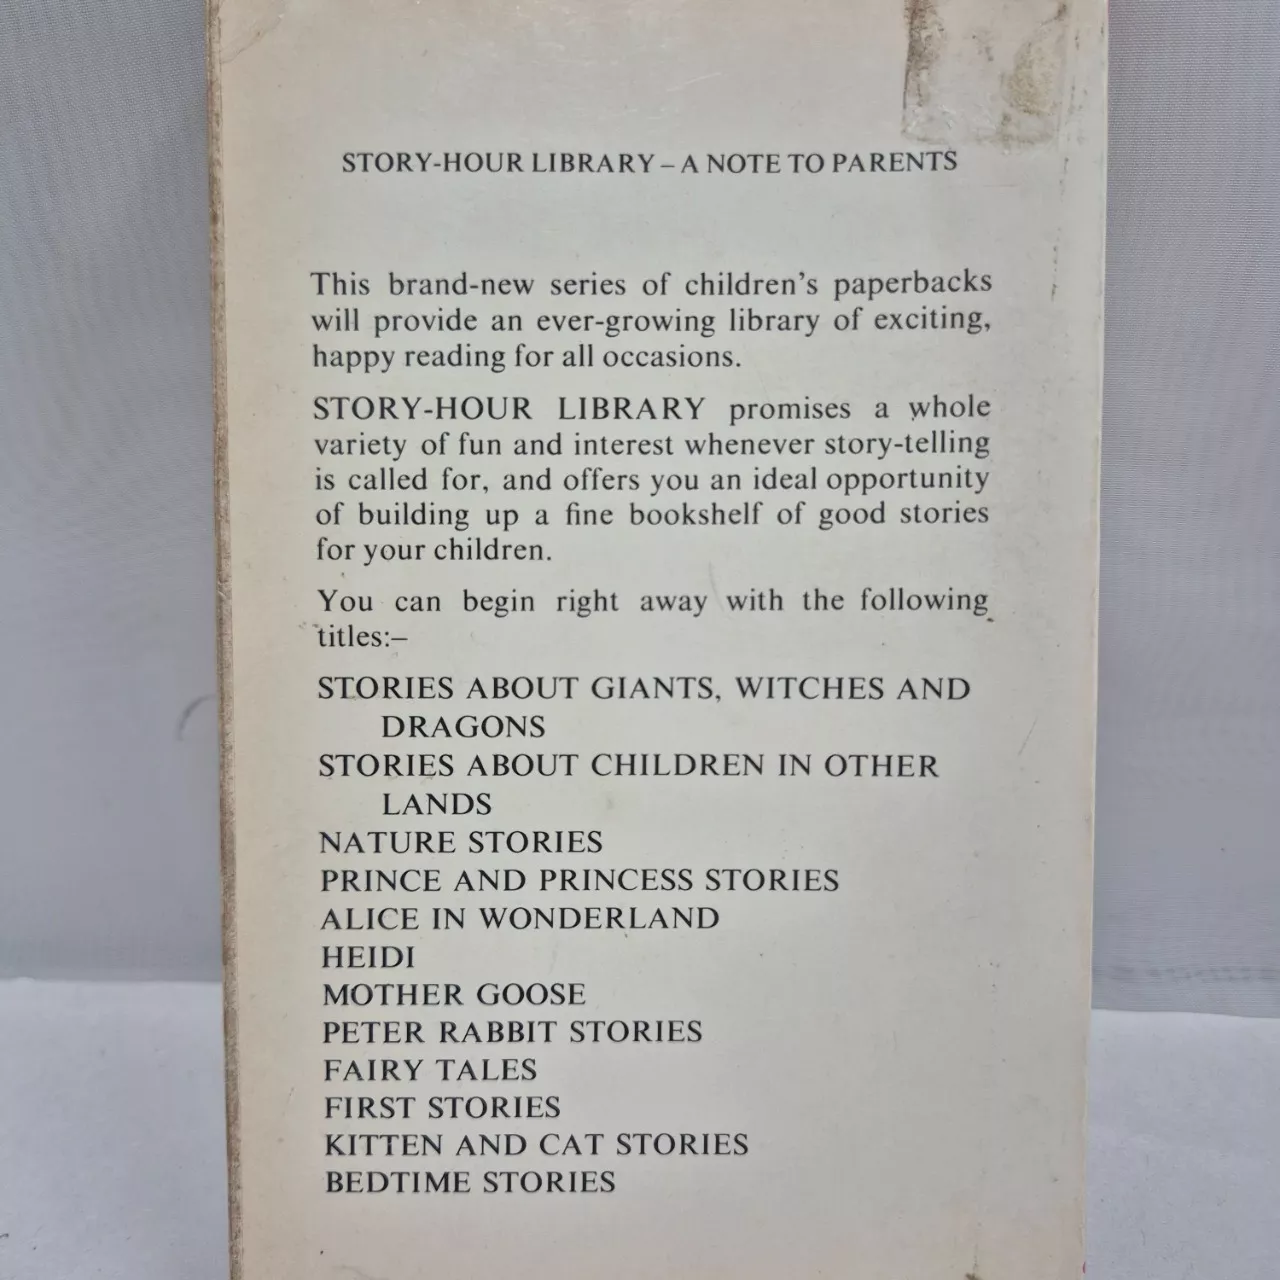 STORY-HOUR LIBRARY – A NOTE TO PARENTS
This brand-new series of children's paperbacks
will provide an ever-growing library of exciting,
happy reading for all occasions.
STORY-HOUR LIBRARY promises a whole
variety of fun and interest whenever story-telling
is called for, and offers you an ideal opportunity
of building up a fine bookshelf of good stories
for your children.
You can begin right away with the following
titles:–
STORIES ABOUT GIANTS, WITCHES AND
DRAGONS
STORIES ABOUT CHILDREN IN OTHER
LANDS
NATURE STORIES
PRINCE AND PRINCESS STORIES
ALICE IN WONDERLAND
HEIDI
MOTHER GOOSE
PETER RABBIT STORIES
FAIRY TALES
FIRST STORIES
KITTEN AND CAT STORIES
BEDTIME STORIES